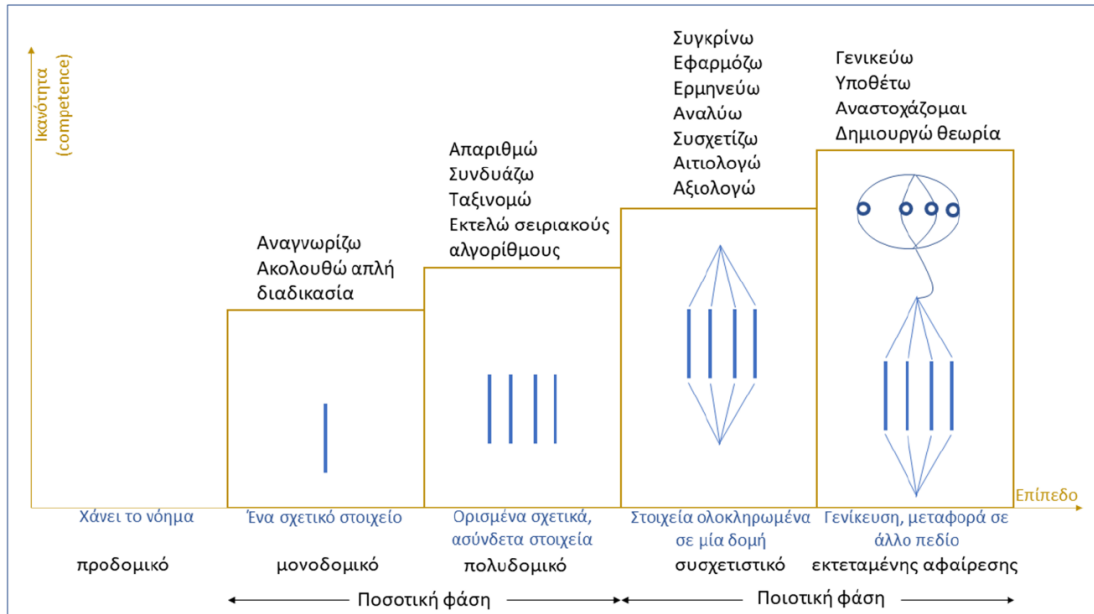 Ικανότητα
(competence)
Αναγνωρίζω
Ακολουθώ απλή
διαδικασία
Απαριθμώ
Συνδυάζω
Ταξινομώ
Εκτελώ σειριακούς
αλγορίθμους
Συγκρίνω
Εφαρμόζω
Ερμηνεύω
Αναλύω
Συσχετίζω
Αιτιολογώ
Αξιολογώ
Γενικεύω
Υποθέτω
Αναστοχάζομαι
Δημιουργώ θεωρία
Επίπεδο
Χάνει το νόημα
Ένα σχετικό στοιχείο
Ορισμένα σχετικά,
ασύνδετα στοιχεία
Στοιχεία ολοκληρωμένα
σε μία δομή
Γενίκευση, μεταφορά σε
άλλο πεδίο
προδομικό
μονοδομικό
πολυδομικό
συσχετιστικό
εκτεταμένης αφαίρεσης
Ποσοτική φάση
Ποιοτική φάση